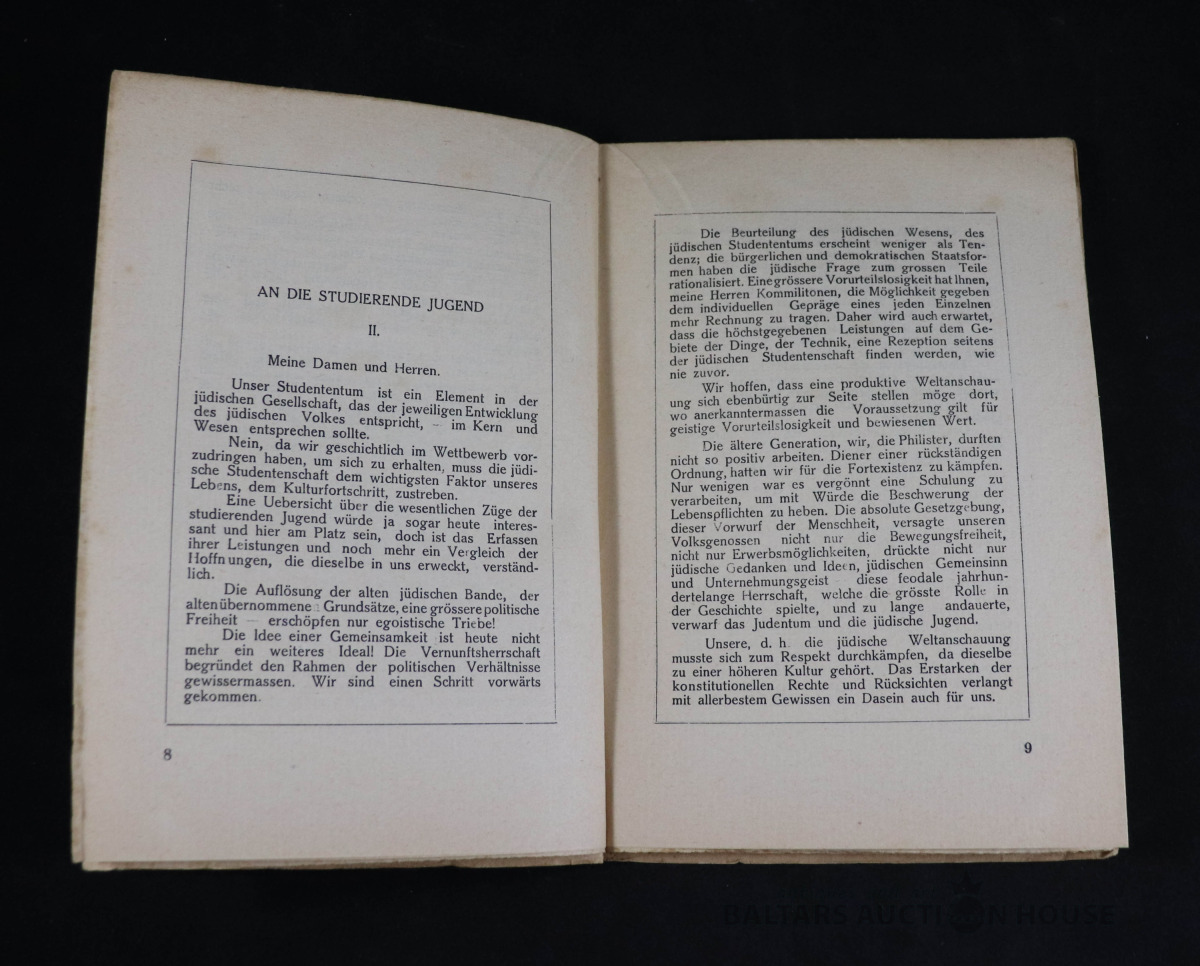 AN DIE STUDIERENDE JUGEND
II.
Meine Damen und Herren.
Unser Studententum ist ein Element in der
jüdischen Gesellschaft, das der jeweiligen Entwicklung
des jüdischen Volkes entspricht, – im Kern und
Wesen entsprechen sollte.
Nein, da wir geschichtlich im Wettbewerb vor-
zudringen haben, um sich zu erhalten, muss die jüdi-
sche Studentenschaft dem wichtigsten Faktor unseres
Lebens, dem Kulturfortschritt, zustreben.
Eine Uebersicht über die wesentlichen Züge der
studierenden Jugend würde ja sogar heute interes-
sant und hier am Platz sein, doch ist das Erfassen
ihrer Leistungen und noch mehr ein Vergleich der
Hoffnungen, die dieselbe in uns erweckt, verständ-
lich.
Die Auflösung der alten jüdischen Bande, der
alten übernommene Grundsätze, eine grössere politische
Freiheit – erschöpfen nur egoistische Triebe!
Die Idee einer Gemeinsamkeit ist heute nicht
mehr ein weiteres Ideal! Die Vernunftsherrschaft
begründet den Rahmen der politischen Verhältnisse
gewissermassen. Wir sind einen Schritt vorwärts
gekommen.
8
Die Beurteilung des jüdischen Wesens, des
jüdischen Studententums erscheint weniger als Ten-
denz; die bürgerlichen und demokratischen Staatsfor-
men haben die jüdische Frage zum grossen Teile
rationalisiert. Eine grössere Vorurteilslosigkeit hat Ihnen,
meine Herren Kommilitonen, die Möglichkeit gegeben
dem individuellen Gepräge eines jeden Einzelnen
mehr Rechnung zu tragen. Daher wird auch erwartet,
dass die höchstgegebenen Leistungen auf dem Ge-
biete der Dinge, der Technik, eine Rezeption seitens
der jüdischen Studentenschaft finden werden, wie
nie zuvor.
Wir hoffen, dass eine produktive Weltanschau-
ung sich ebenbürtig zur Seite stellen möge dort,
wo anerkanntermassen die Voraussetzung gilt für
geistige Vorurteilslosigkeit und bewiesenen Wert.
Die ältere Generation, wir, die Philister, durften
nicht so positiv arbeiten. Diener einer rückständigen
Ordnung, hatten wir für die Fortexistenz zu kämpfen.
Nur wenigen war es vergönnt eine Schulung zu
verarbeiten, um mit Würde die Beschwerung der
Lebenspflichten zu heben. Die absolute Gesetzgebung,
dieser Vorwurf der Menschheit, versagte unseren
Volksgenossen nicht nur die Bewegungsfreiheit,
nicht nur Erwerbsmöglichkeiten, drückte nicht nur
jüdische Gedanken und Ideen, jüdischen Gemeinsinn
und Unternehmungsgeist – diese feodale jahrhun-
dertelange Herrschaft, welche die grösste Rolle in
der Geschichte spielte, und zu lange andauerte,
verwarf das Judentum und die jüdische Jugend.
Unsere, d. h. die jüdische Weltanschauung
musste sich zum Respekt durchkämpfen, da dieselbe
zu einer höheren Kultur gehört. Das Erstarken der
konstitutionellen Rechte und Rücksichten verlangt
mit allerbestem Gewissen ein Dasein auch für uns.
9
BALTARS AUCTION HOUSE